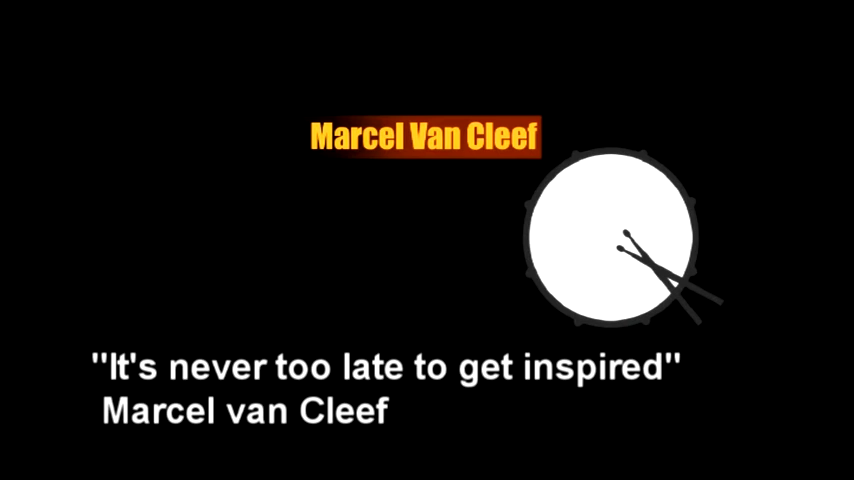 Marcel Van Cleef
"It's never too late to get inspired"
Marcel van Cleef